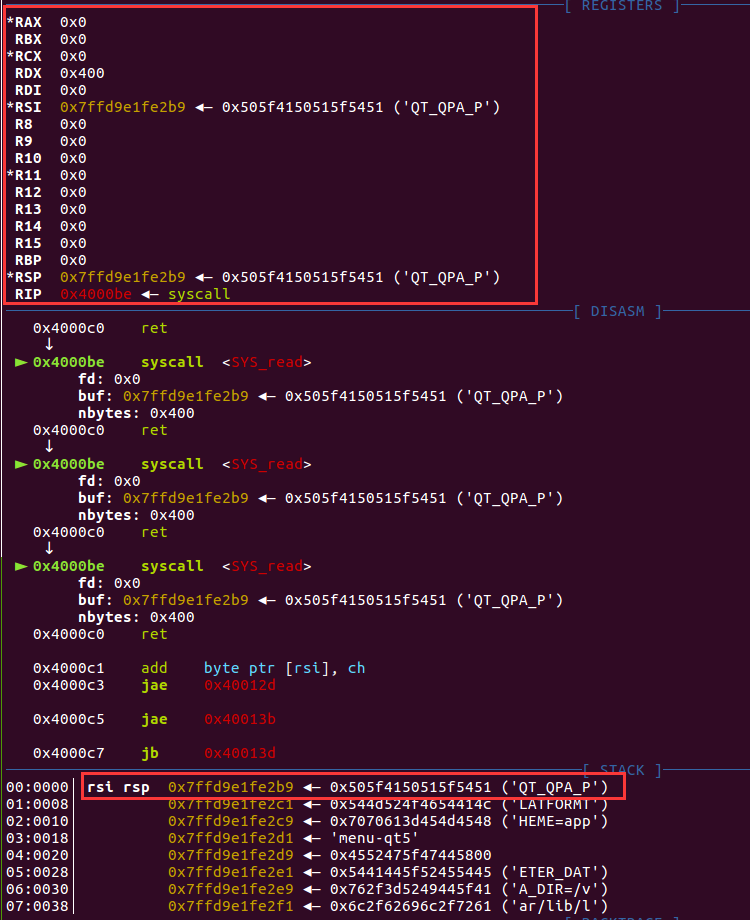 [ REGISTERS ]
*RAX 0x0
RBX 0x0
*RCX 0x0
RDX 0x400
RDI 0x0
*RSI 0x7ffd9e1fe2b9 ◂— 0x505f4150515f5451 ('QT_QPA_P')
R8 0x0
R9 0x0
R10 0x0
*R11 0x0
R12 0x0
R13 0x0
R14 0x0
R15 0x0
RBP 0x0
*RSP 0x7ffd9e1fe2b9 ◂— 0x505f4150515f5451 ('QT_QPA_P')
RIP 0x4000be ◂— syscall
[ DISASM ]
0x4000c0 ret
↓
► 0x4000be syscall <SYS_read>
fd: 0x0
buf: 0x7ffd9e1fe2b9 ◂— 0x505f4150515f5451 ('QT_QPA_P')
nbytes: 0x400
0x4000c0 ret
↓
► 0x4000be syscall <SYS_read>
fd: 0x0
buf: 0x7ffd9e1fe2b9 ◂— 0x505f4150515f5451 ('QT_QPA_P')
nbytes: 0x400
0x4000c0 ret
↓
► 0x4000be syscall <SYS_read>
fd: 0x0
buf: 0x7ffd9e1fe2b9 ◂— 0x505f4150515f5451 ('QT_QPA_P')
nbytes: 0x400
0x4000c0 ret
0x4000c1 add byte ptr [rsi], ch
0x4000c3 jae 0x40012d
0x4000c5 jae 0x40013b
0x4000c7 jb 0x40013d
[ STACK ]
00:0000│ rsi rsp 0x7ffd9e1fe2b9 ◂— 0x505f4150515f5451 ('QT_QPA_P')
01:0008│ 0x7ffd9e1fe2c1 ◂— 0x544d524f4654414c ('LATFORMT')
02:0010│ 0x7ffd9e1fe2c9 ◂— 0x7070613d454d4548 ('HEME=app')
03:0018│ 0x7ffd9e1fe2d1 ◂— 'menu-qt5'
04:0020│ 0x7ffd9e1fe2d9 ◂— 0x4552475f47445800
05:0028│ 0x7ffd9e1fe2e1 ◂— 0x5441445f52455445 ('ETER_DAT')
06:0030│ 0x7ffd9e1fe2e9 ◂— 0x762f3d5249445f41 ('A_DIR=/v')
07:0038│ 0x7ffd9e1fe2f1 ◂— 0x6c2f62696c2f7261 ('ar/lib/l')
[ BACKTRACE ]